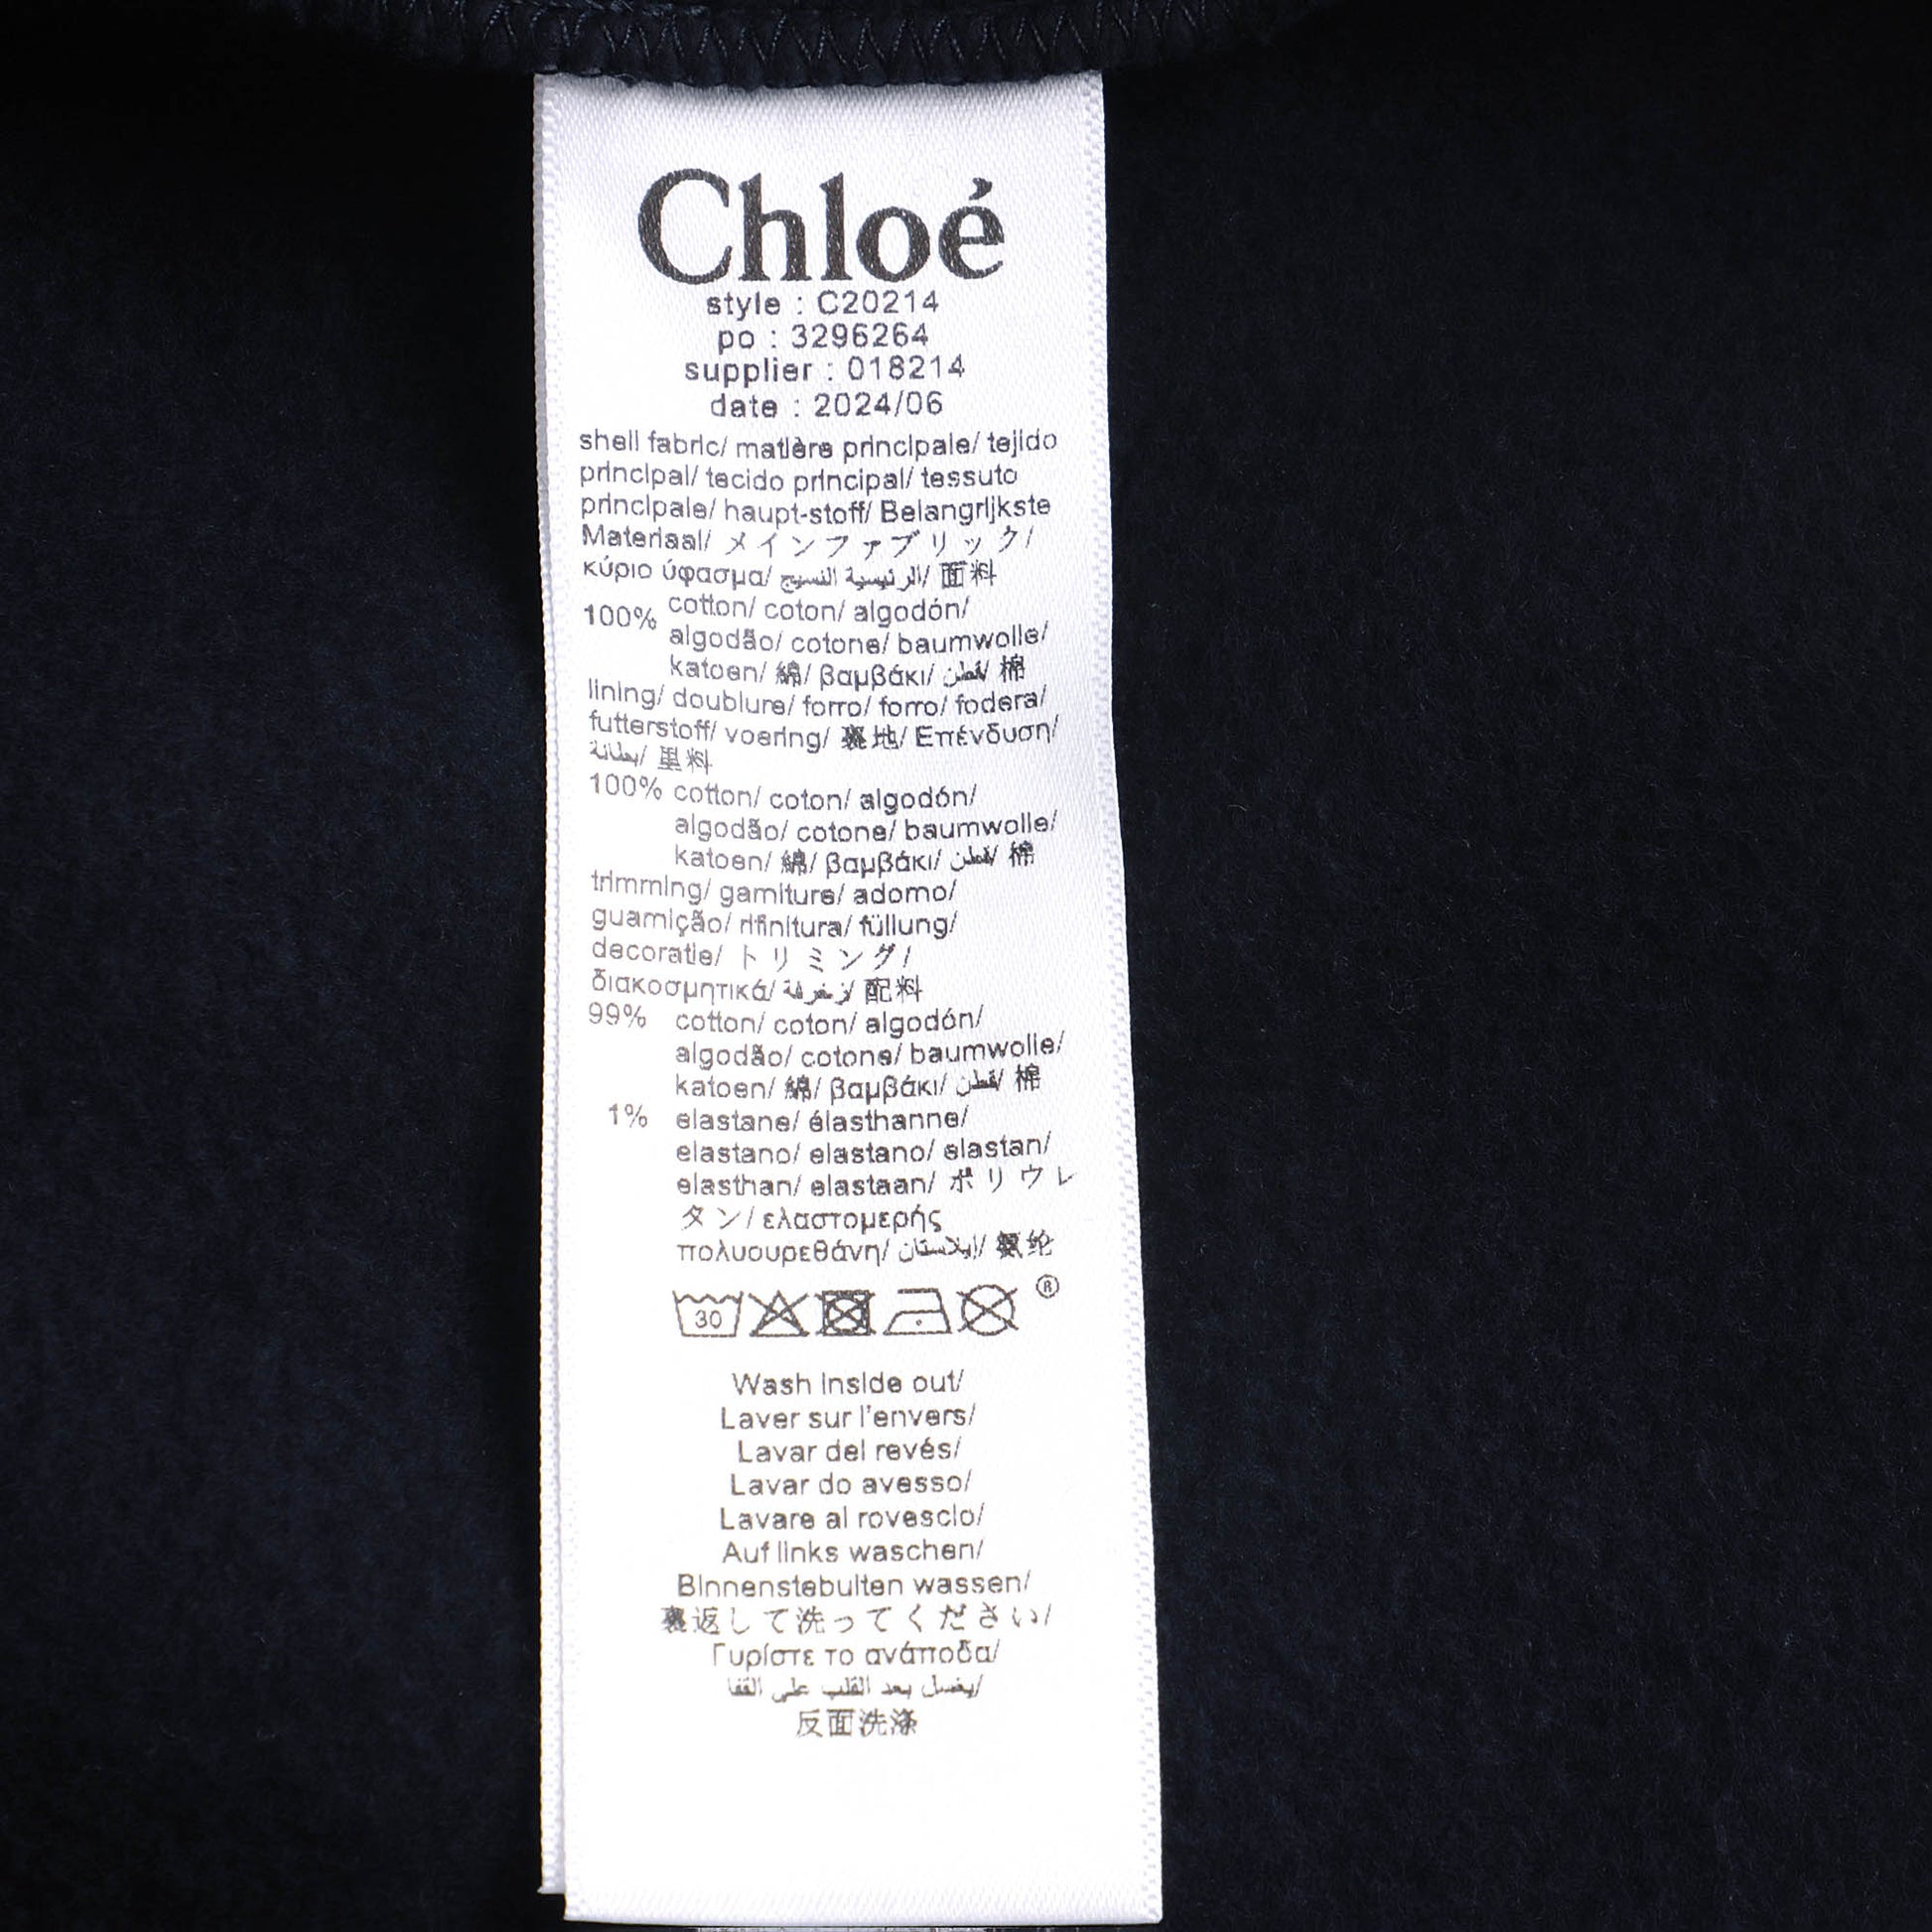 Chloé
style : C20214
po : 3296264
supplier : 018214
date : 2024/06
shell fabric/ matière principale/ tejido
principal/ tecido principal/ tessuto
principale/ haupt-stoff/ Belangrijkste
Materiaal/ メインファブリック/
κύριο ύφασμα/ الرئيسية النسيج/ 面料
100% cotton/ coton/ algodón/
algodão/ cotone/ baumwolle/
katoen/ 綿/ βαμβάκι/ قطن/ 棉
lining/ doublure/ forro/ forro/ fodera/
futterstoff/ voering/ 裏地/ Επένδυση/
بطانة/ 里料
100% cotton/ coton/ algodón/
algodão/ cotone/ baumwolle/
katoen/ 綿/ βαμβάκι/ قطن/ 棉
trimming/ garniture/ adorno/
guarnição/ rifinitura/ füllung/
decoratie/ トリミング/
διακοσμητικά/ زخرفة/ 配料
99% cotton/ coton/ algodón/
algodão/ cotone/ baumwolle/
katoen/ 綿/ βαμβάκι/ قطن/ 棉
1% elastane/ élasthanne/
elastano/ elastano/ elastan/
elasthan/ elastaan/ ポリウレ
タン/ ελαστομερής
πολυουρεθάνη/ إيلاستان/ 氨纶
30 ®
Wash inside out/
Laver sur l'envers/
Lavar del revés/
Lavar do avesso/
Lavare al rovescio/
Auf links waschen/
Binnenstebuiten wassen/
裏返して洗ってください/
Γυρίστε το ανάποδα/
يغسل بعد القلب على القفا/
反面洗涤